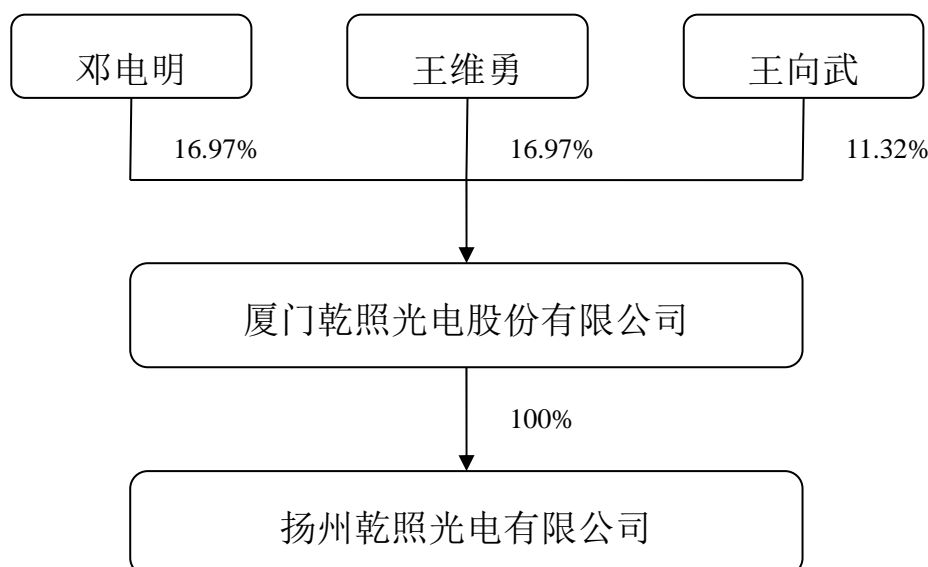 邓电明
王维勇
王向武
16.97%
16.97%
11.32%
厦门乾照光电股份有限公司
100%
扬州乾照光电有限公司